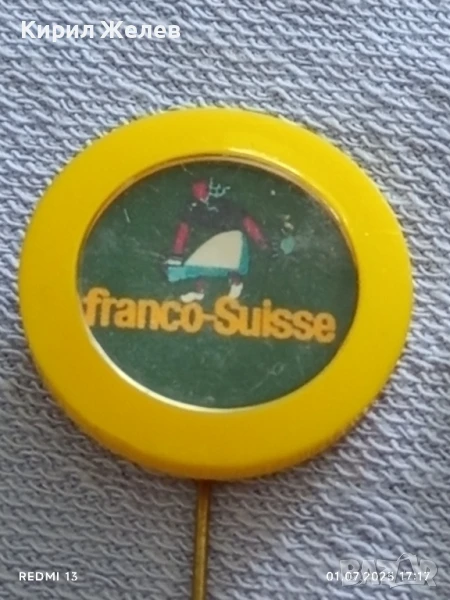 Кирил Желев
franco-Suisse
REDMI 13
01.07.2025 17:17